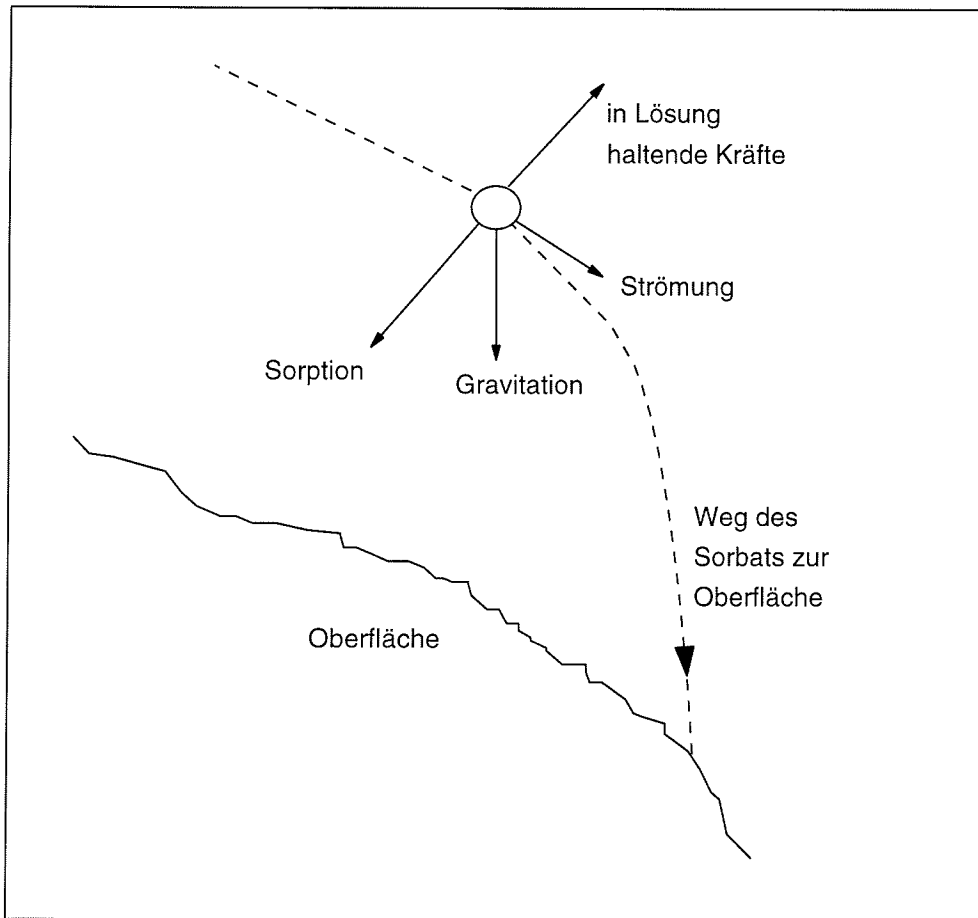 in Lösung
haltende Kräfte
Strömung
Sorption
Gravitation
Weg des
Sorbats zur
Oberfläche
Oberfläche